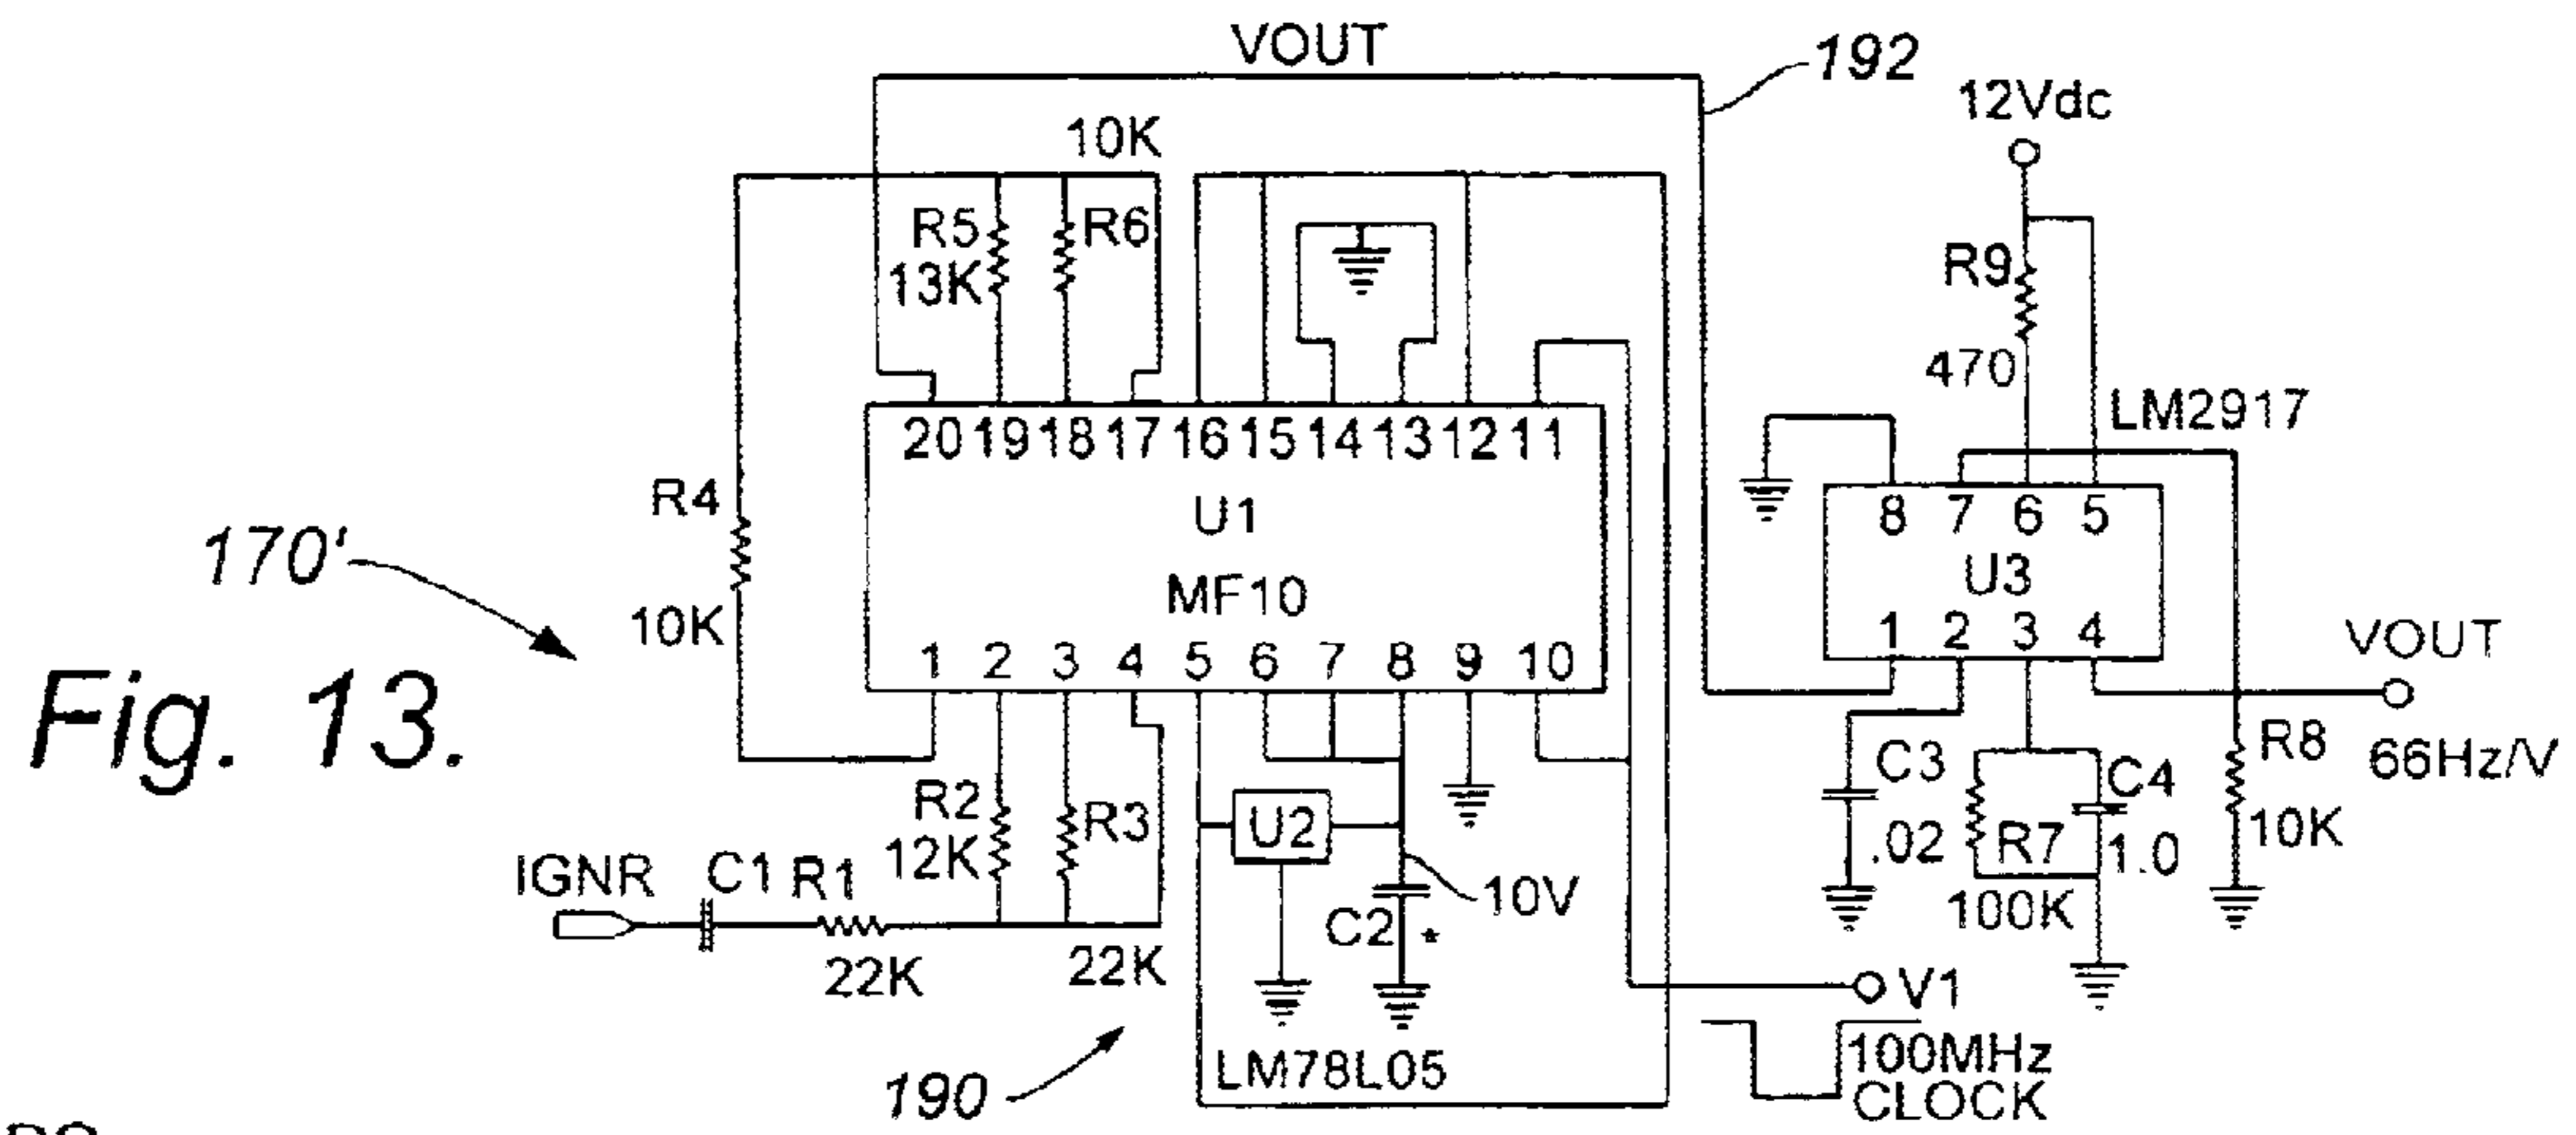 VOUT
192
12Vdc
10K
R5
13K
R6
R9
470
LM2917
20 19 18 17 16 15 14 13 12 11
R4
10K
U1
MF10
1 2 3 4 5 6 7 8 9 10
8 7 6 5
U3
1 2 3 4
170'
Fig. 13.
VOUT
66Hz/V
R8
10K
C3
.02
R7
100K
C4
1.0
R2
12K
R3
22K
U2
IGNR
C1
R1
22K
10V
C2 *
V1
100MHz
CLOCK
LM78L05
190